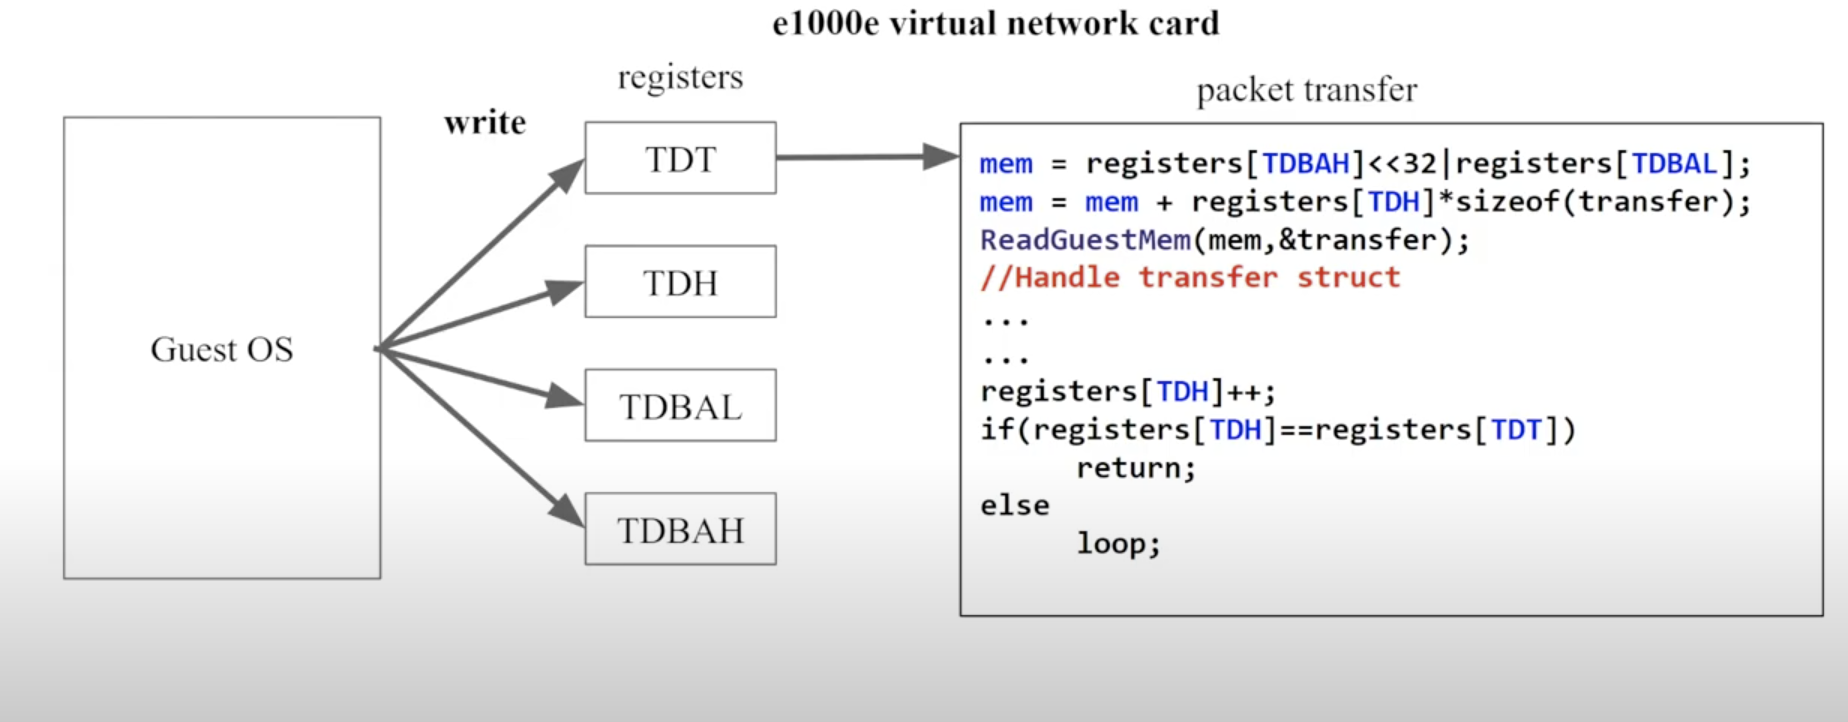 e1000e virtual network card
registers
packet transfer
write
Guest OS
TDT
TDH
TDBAL
TDBAH
mem = registers[TDBAH]<<32|registers[TDBAL];
mem = mem + registers[TDH]*sizeof(transfer);
ReadGuestMem(mem,&transfer);
//Handle transfer struct
...
...
registers[TDH]++;
if(registers[TDH]==registers[TDT])
return;
else
loop;